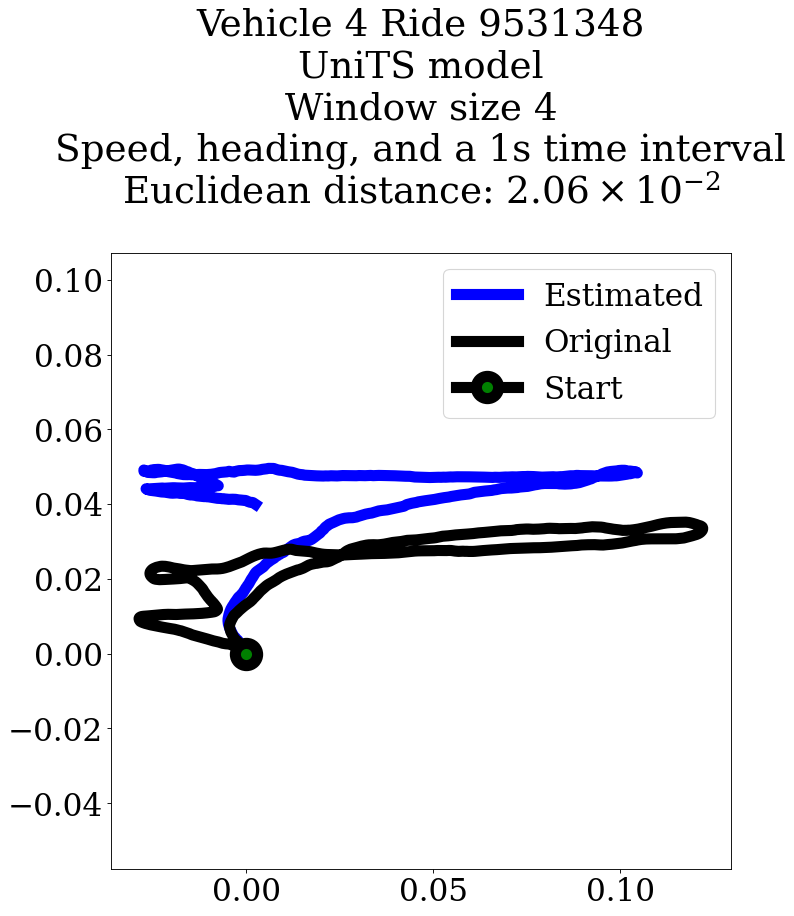 Vehicle 4 Ride 9531348
UniTS model
Window size 4
Speed, heading, and a 1s time interval
Euclidean distance: 2.06 × 10⁻²
Estimated
Original
Start
0.10
0.08
0.06
0.04
0.02
0.00
−0.02
−0.04
0.00 0.05 0.10